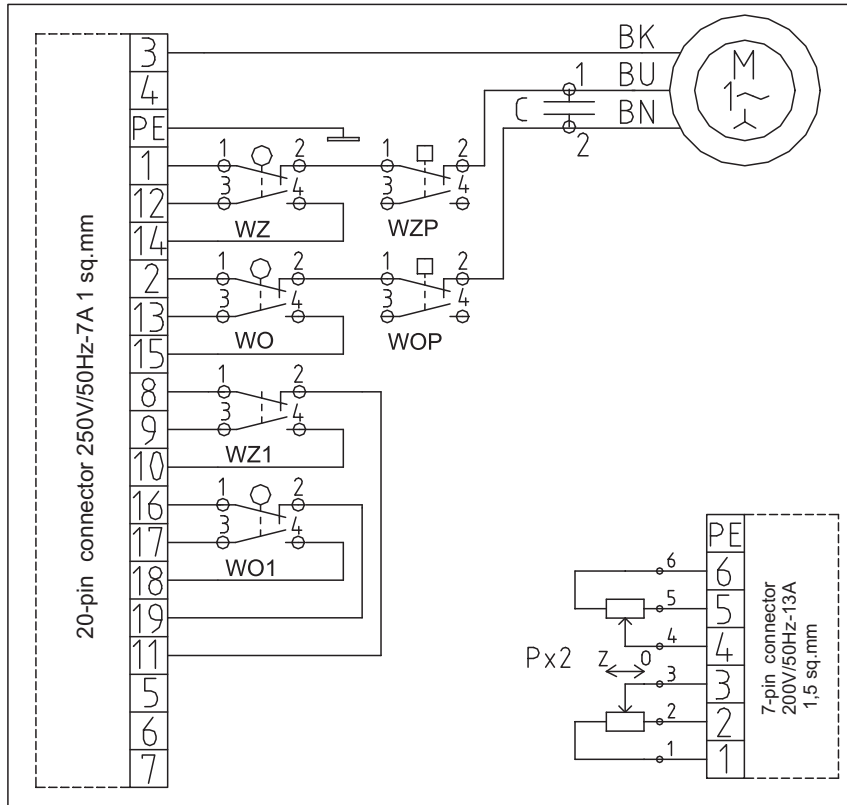 3
4
PE
1
12
14
2
13
15
8
9
10
16
17
18
19
11
5
6
7
20-pin connector 250V/50Hz-7A 1 sq.mm
BK
BU
BN
M
1~
1
C
2
1 2
3 4
WZ
1 2
3 4
WZP
1 2
3 4
WO
1 2
3 4
WOP
1 2
3 4
WZ1
1 2
3 4
WO1
Px2
Z O
6
5
4
3
2
1
PE
6
5
4
3
2
1
7-pin connector
200V/50Hz-13A
1,5 sq.mm